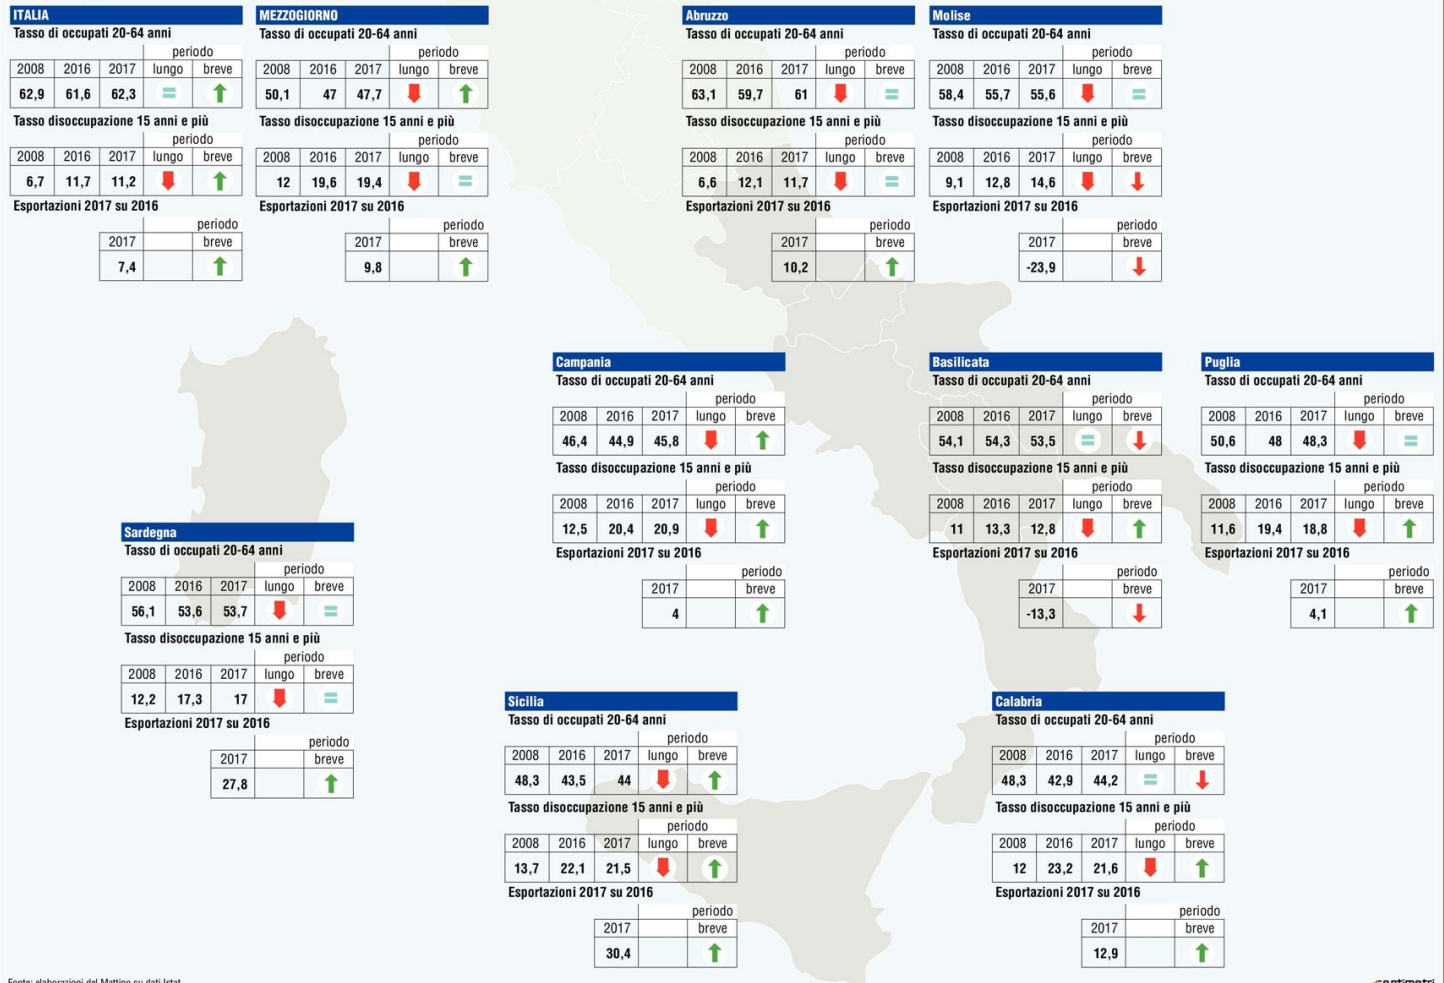 ITALIA
Tasso di occupati 20-64 anni
periodo
2008 2016 2017 lungo breve
62,9 61,6 62,3 =
Tasso disoccupazione 15 anni e più
periodo
2008 2016 2017 lungo breve
6,7 11,7 11,2
Esportazioni 2017 su 2016
periodo
2017 breve
7,4
MEZZOGIORNO
Tasso di occupati 20-64 anni
periodo
2008 2016 2017 lungo breve
50,1 47 47,7
Tasso disoccupazione 15 anni e più
periodo
2008 2016 2017 lungo breve
12 19,6 19,4 =
Esportazioni 2017 su 2016
periodo
2017 breve
9,8
Abruzzo
Tasso di occupati 20-64 anni
periodo
2008 2016 2017 lungo breve
63,1 59,7 61 =
Tasso disoccupazione 15 anni e più
periodo
2008 2016 2017 lungo breve
6,6 12,1 11,7 =
Esportazioni 2017 su 2016
periodo
2017 breve
10,2
Molise
Tasso di occupati 20-64 anni
periodo
2008 2016 2017 lungo breve
58,4 55,7 55,6 =
Tasso disoccupazione 15 anni e più
periodo
2008 2016 2017 lungo breve
9,1 12,8 14,6
Esportazioni 2017 su 2016
periodo
2017 breve
-23,9
Campania
Tasso di occupati 20-64 anni
periodo
2008 2016 2017 lungo breve
46,4 44,9 45,8
Tasso disoccupazione 15 anni e più
periodo
2008 2016 2017 lungo breve
12,5 20,4 20,9
Esportazioni 2017 su 2016
periodo
2017 breve
4
Basilicata
Tasso di occupati 20-64 anni
periodo
2008 2016 2017 lungo breve
54,1 54,3 53,5 =
Tasso disoccupazione 15 anni e più
periodo
2008 2016 2017 lungo breve
11 13,3 12,8
Esportazioni 2017 su 2016
periodo
2017 breve
-13,3
Puglia
Tasso di occupati 20-64 anni
periodo
2008 2016 2017 lungo breve
50,6 48 48,3 =
Tasso disoccupazione 15 anni e più
periodo
2008 2016 2017 lungo breve
11,6 19,4 18,8
Esportazioni 2017 su 2016
periodo
2017 breve
4,1
Sardegna
Tasso di occupati 20-64 anni
periodo
2008 2016 2017 lungo breve
56,1 53,6 53,7 =
Tasso disoccupazione 15 anni e più
periodo
2008 2016 2017 lungo breve
12,2 17,3 17 =
Esportazioni 2017 su 2016
periodo
2017 breve
27,8
Sicilia
Tasso di occupati 20-64 anni
periodo
2008 2016 2017 lungo breve
48,3 43,5 44
Tasso disoccupazione 15 anni e più
periodo
2008 2016 2017 lungo breve
13,7 22,1 21,5
Esportazioni 2017 su 2016
periodo
2017 breve
30,4
Calabria
Tasso di occupati 20-64 anni
periodo
2008 2016 2017 lungo breve
48,3 42,9 44,2 =
Tasso disoccupazione 15 anni e più
periodo
2008 2016 2017 lungo breve
12 23,2 21,6
Esportazioni 2017 su 2016
periodo
2017 breve
12,9
Fonte: elaborazioni del Mattino su dati Istat
centimetri